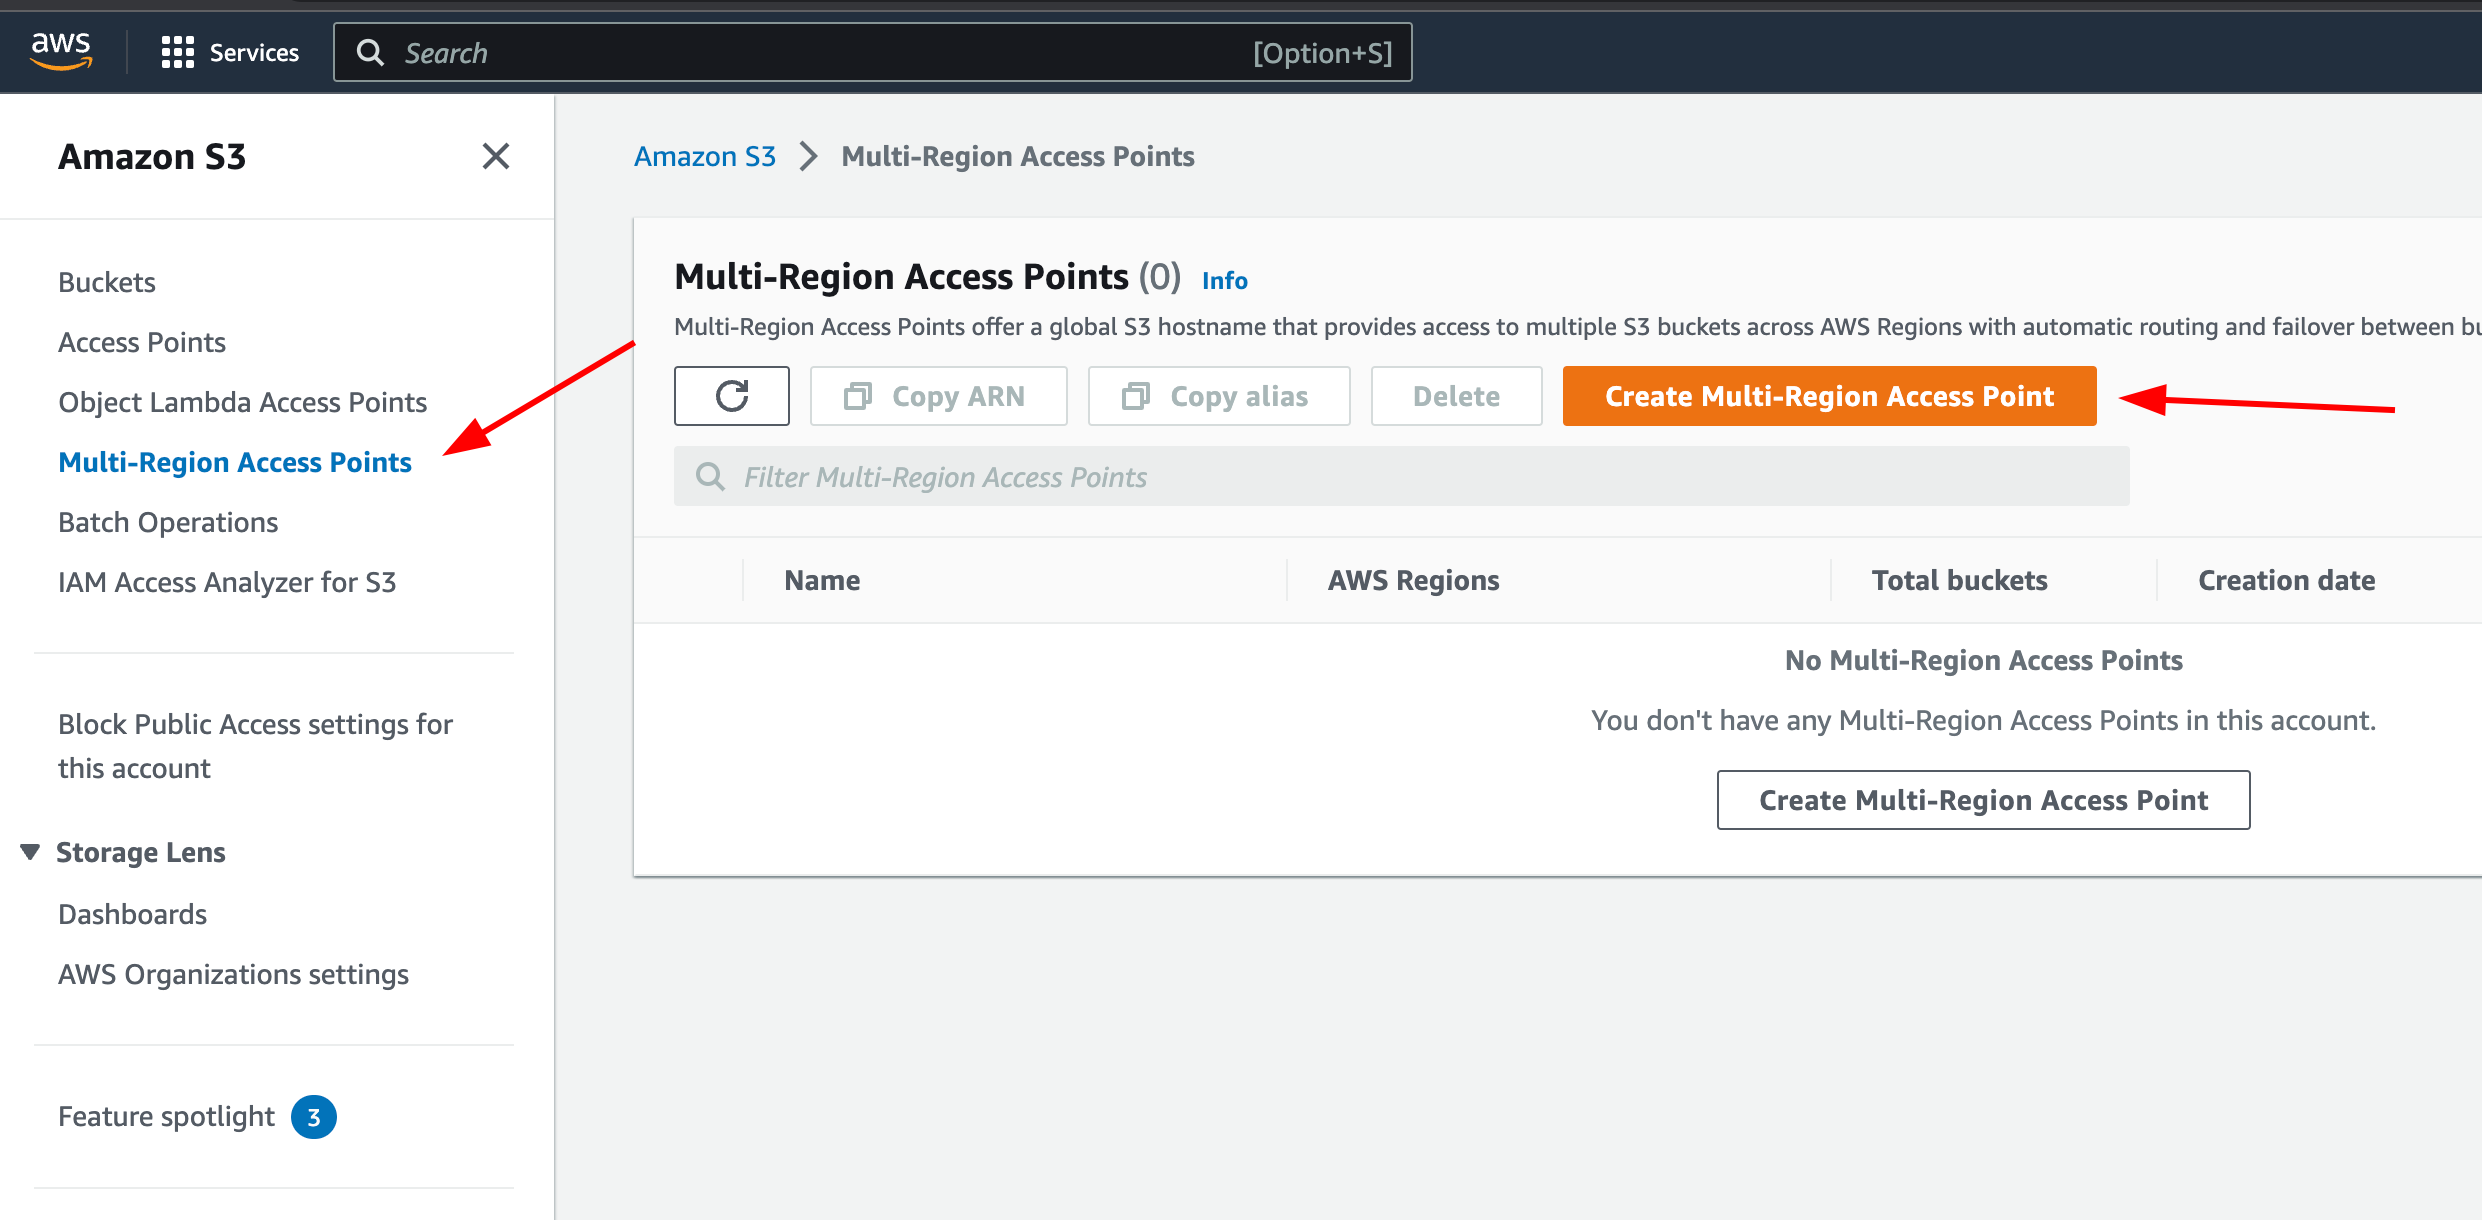 aws
Services
Search
[Option+S]
Amazon S3
Buckets
Access Points
Object Lambda Access Points
Multi-Region Access Points
Batch Operations
IAM Access Analyzer for S3
Block Public Access settings for
this account
Storage Lens
Dashboards
AWS Organizations settings
Feature spotlight 3
Amazon S3 > Multi-Region Access Points
Multi-Region Access Points (0) Info
Multi-Region Access Points offer a global S3 hostname that provides access to multiple S3 buckets across AWS Regions with automatic routing and failover between
Copy ARN
Copy alias
Delete
Create Multi-Region Access Point
Filter Multi-Region Access Points
Name
AWS Regions
Total buckets
Creation date
No Multi-Region Access Points
You don't have any Multi-Region Access Points in this account.
Create Multi-Region Access Point